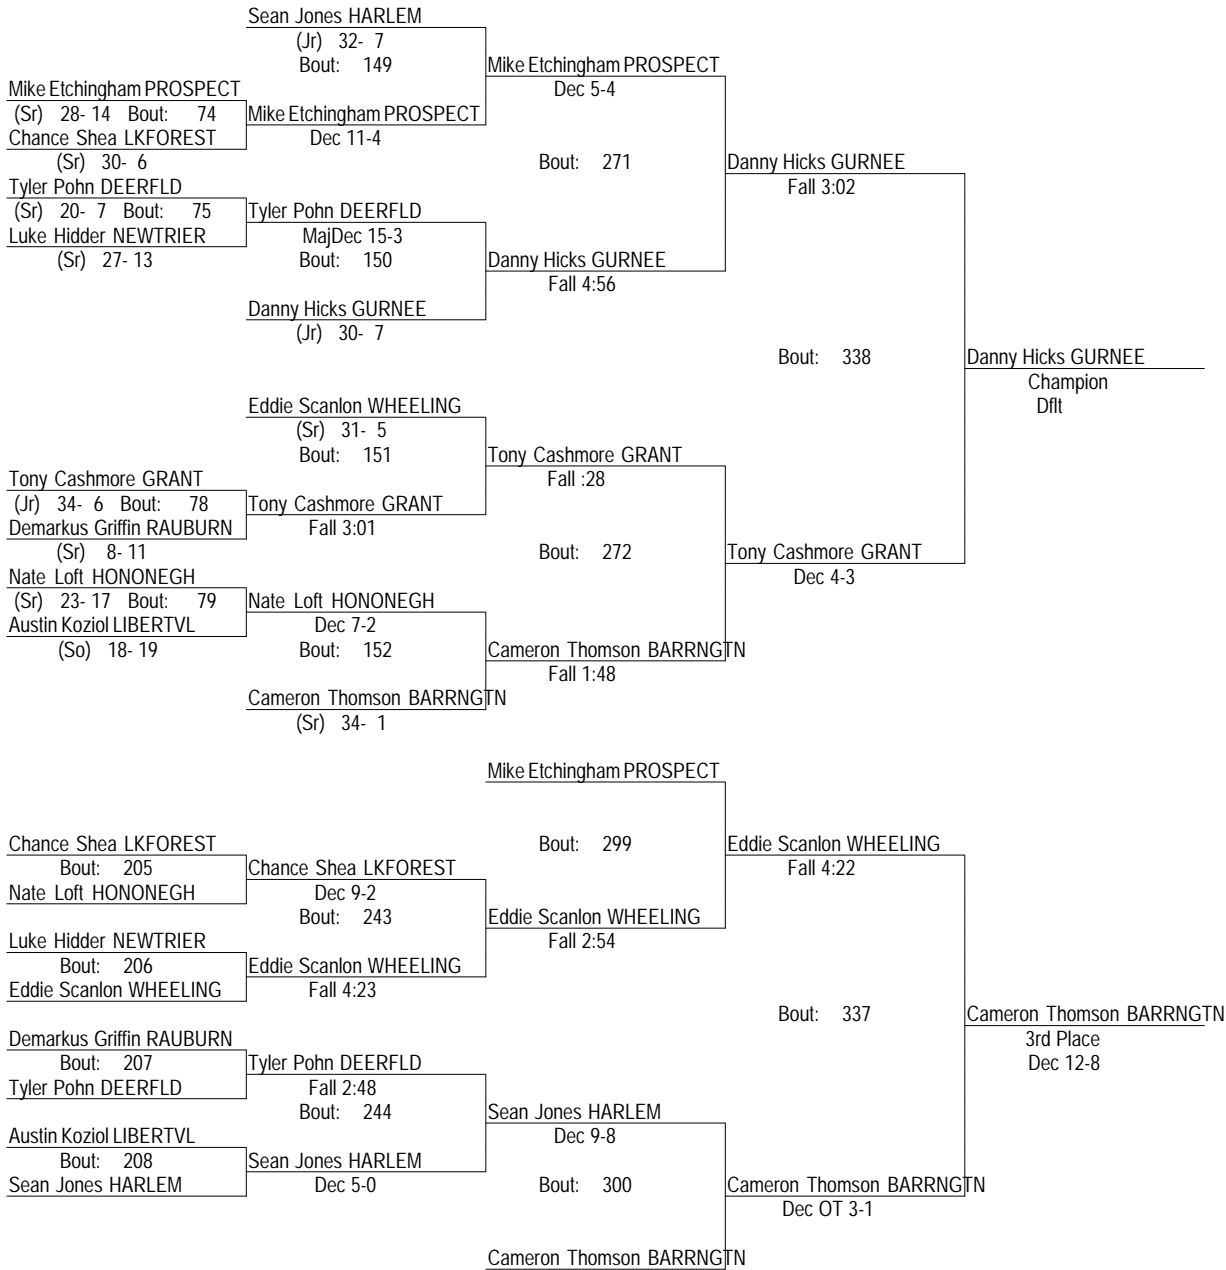 Sean Jones HARLEM
(Jr) 32- 7
Bout: 149
Mike Etchingham PROSPECT
Dec 5-4
Mike Etchingham PROSPECT
(Sr) 28- 14 Bout: 74
Mike Etchingham PROSPECT
Dec 11-4
Chance Shea LKFOREST
(Sr) 30- 6
Bout: 271
Danny Hicks GURNEE
Fall 3:02
Tyler Pohn DEERFLD
(Sr) 20- 7 Bout: 75
Tyler Pohn DEERFLD
MajDec 15-3
Luke Hidder NEWTRIER
(Sr) 27- 13
Bout: 150
Danny Hicks GURNEE
Fall 4:56
Danny Hicks GURNEE
(Jr) 30- 7
Bout: 338
Danny Hicks GURNEE
Champion
Dflt
Eddie Scanlon WHEELING
(Sr) 31- 5
Bout: 151
Tony Cashmore GRANT
Fall :28
Tony Cashmore GRANT
(Jr) 34- 6 Bout: 78
Tony Cashmore GRANT
Fall 3:01
Demarkus Griffin RAUBURN
(Sr) 8- 11
Bout: 272
Tony Cashmore GRANT
Dec 4-3
Nate Loft HONONEGH
(Sr) 23- 17 Bout: 79
Nate Loft HONONEGH
Dec 7-2
Austin Koziol LIBERTVL
(So) 18- 19
Bout: 152
Cameron Thomson BARRNGTN
Fall 1:48
Cameron Thomson BARRNGTN
(Sr) 34- 1
Mike Etchingham PROSPECT
Chance Shea LKFOREST
Bout: 205
Nate Loft HONONEGH
Chance Shea LKFOREST
Dec 9-2
Bout: 299
Eddie Scanlon WHEELING
Fall 4:22
Bout: 243
Eddie Scanlon WHEELING
Fall 2:54
Luke Hidder NEWTRIER
Bout: 206
Eddie Scanlon WHEELING
Eddie Scanlon WHEELING
Fall 4:23
Bout: 337
Cameron Thomson BARRNGTN
3rd Place
Dec 12-8
Demarkus Griffin RAUBURN
Bout: 207
Tyler Pohn DEERFLD
Tyler Pohn DEERFLD
Fall 2:48
Bout: 244
Sean Jones HARLEM
Dec 9-8
Austin Koziol LIBERTVL
Bout: 208
Sean Jones HARLEM
Sean Jones HARLEM
Dec 5-0
Bout: 300
Cameron Thomson BARRNGTN
Dec OT 3-1
Cameron Thomson BARRNGTN